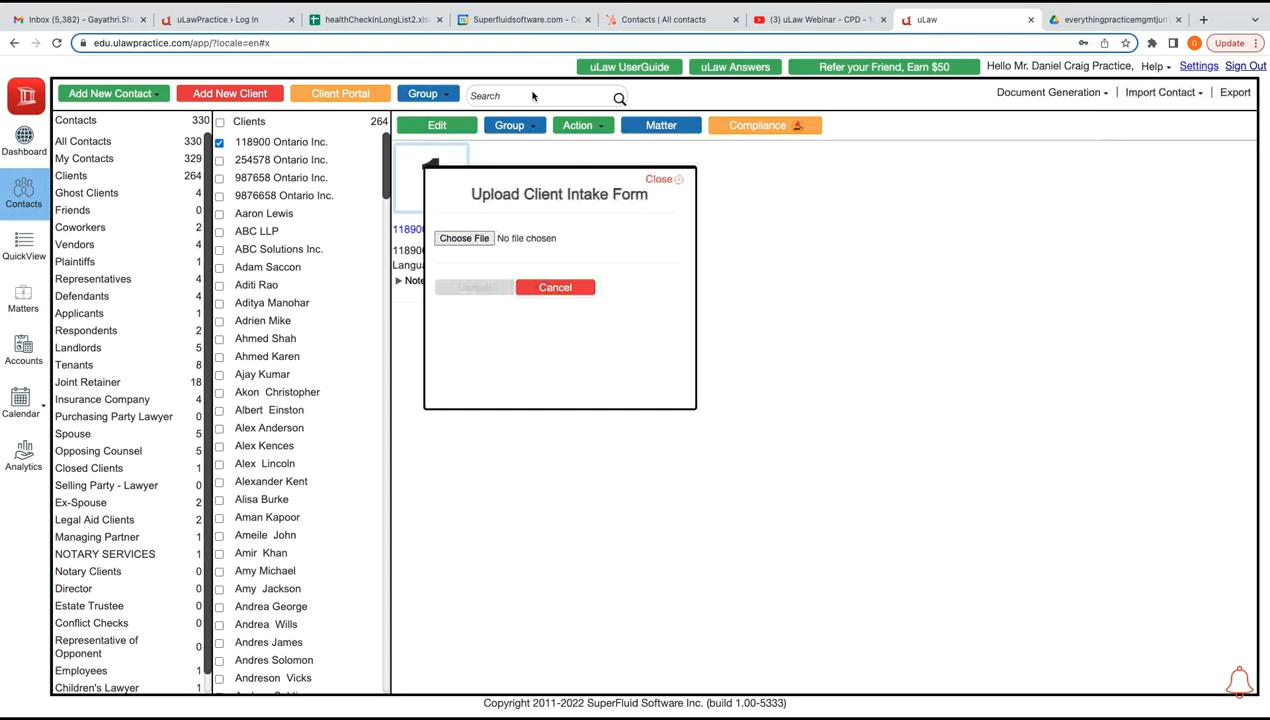 Inbox (5,382) - Gayathri.Sha
uLawPractice › Log In
healthCheckinLongList2.xls
Superfluidsoftware.com - C
Contacts | All contacts
(3) uLaw Webinar - CPD - 1
uLaw
everythingpracticemgmtjun
edu.ulawpractice.com/app/?locale=en#x
G
Update
uLaw UserGuide
uLaw Answers
Refer your Friend, Earn $50
Hello Mr. Daniel Craig Practice,
Help
Settings
Sign Out
Add New Contact
Add New Client
Client Portal
Group
Search
Document Generation
Import Contact
Export
Dashboard
Contacts
QuickView
Matters
Accounts
Calendar
Analytics
Contacts 330
All Contacts 330
My Contacts 329
Clients 264
Ghost Clients 4
Friends 0
Coworkers 2
Vendors 4
Plaintiffs 1
Representatives 4
Defendants 4
Applicants 1
Respondents 2
Landlords 5
Tenants 8
Joint Retainer 18
Insurance Company 4
Purchasing Party Lawyer 0
Spouse 5
Opposing Counsel 5
Closed Clients 1
Selling Party - Lawyer 0
Ex-Spouse 2
Legal Aid Clients 2
Managing Partner 1
NOTARY SERVICES 1
Notary Clients 0
Director 0
Estate Trustee 0
Conflict Checks 0
Representative of
Opponent 0
Employees 1
Children's Lawyer 1
Clients 264
118900 Ontario Inc.
254578 Ontario Inc.
987658 Ontario Inc.
9876658 Ontario Inc.
Aaron Lewis
ABC LLP
ABC Solutions Inc.
Adam Saccon
Aditi Rao
Aditya Manohar
Adrien Mike
Ahmed Shah
Ahmed Karen
Ajay Kumar
Akon Christopher
Albert Einston
Alex Anderson
Alex Kences
Alex Lincoln
Alexander Kent
Alisa Burke
Aman Kapoor
Ameile John
Amir Khan
Amy Michael
Amy Jackson
Andrea George
Andrea Wills
Andres James
Andres Solomon
Andreson Vicks
Edit
Group
Action
Matter
Compliance
11890
11890
Langua
Note
Close
Upload Client Intake Form
Choose File No file chosen
Cancel
Copyright 2011-2022 SuperFluid Software Inc. (build 1.00-5333)